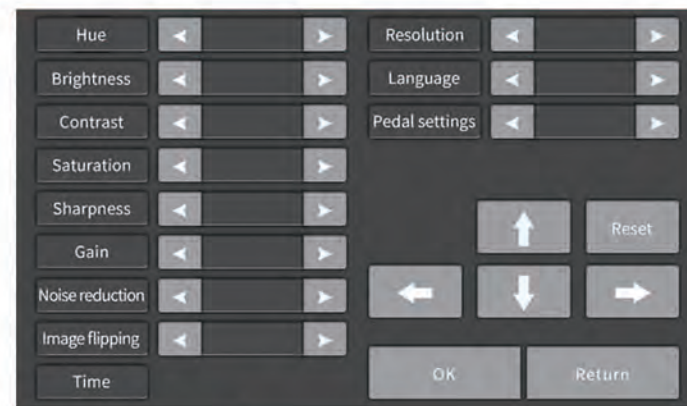 Hue
Brightness
Contrast
Saturation
Sharpness
Gain
Noise reduction
Image flipping
Time
Resolution
Language
Pedal settings
Reset
OK
Return